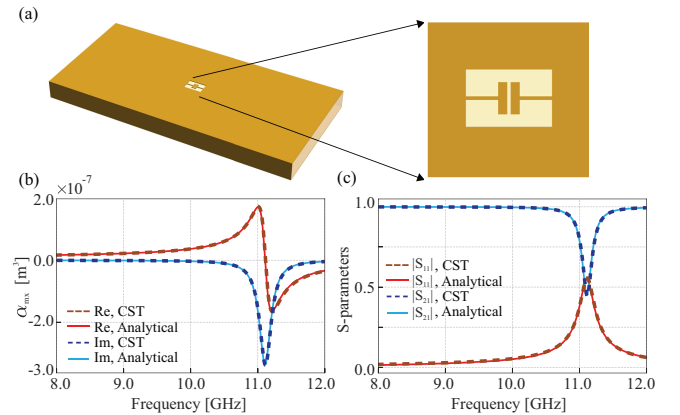 (a)
(b)
×10⁻⁷
2.0
0.0
-2.0
-3.0
αmx [m³]
Re, CST
Re, Analytical
Im, CST
Im, Analytical
8.0 9.0 10.0 11.0 12.0
Frequency [GHz]
(c)
1.0
0.5
0.0
S-parameters
|S₁₁|, CST
|S₁₁|, Analytical
|S₂₁|, CST
|S₂₁|, Analytical
8.0 9.0 10.0 11.0 12.0
Frequency [GHz]